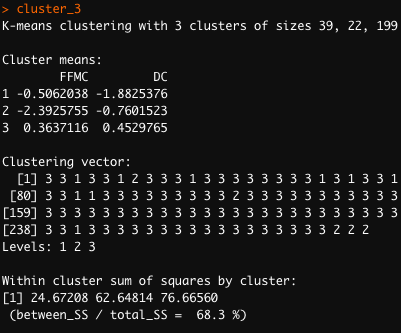 > cluster_3
K-means clustering with 3 clusters of sizes 39, 22, 199

Cluster means:
        FFMC         DC
1 -0.5062038 -1.8825376
2 -2.3925755 -0.7601523
3  0.3637116  0.4529765

Clustering vector:
  [1] 3 3 1 3 3 1 2 3 3 3 1 3 3 3 3 3 3 3 3 1 3 1 3 3 1
 [80] 3 3 1 1 3 3 3 3 3 3 3 3 3 3 2 3 3 3 3 3 3 3 3 3 3 3
[159] 3 3 3 3 3 3 3 3 3 3 3 3 3 3 3 3 3 3 3 3 3 3 3 3 3
[238] 3 3 1 3 3 3 3 3 3 3 3 3 3 3 3 3 3 3 3 3 2 2 2
Levels: 1 2 3

Within cluster sum of squares by cluster:
[1] 24.67208 62.64814 76.66560
 (between_SS / total_SS =  68.3 %)